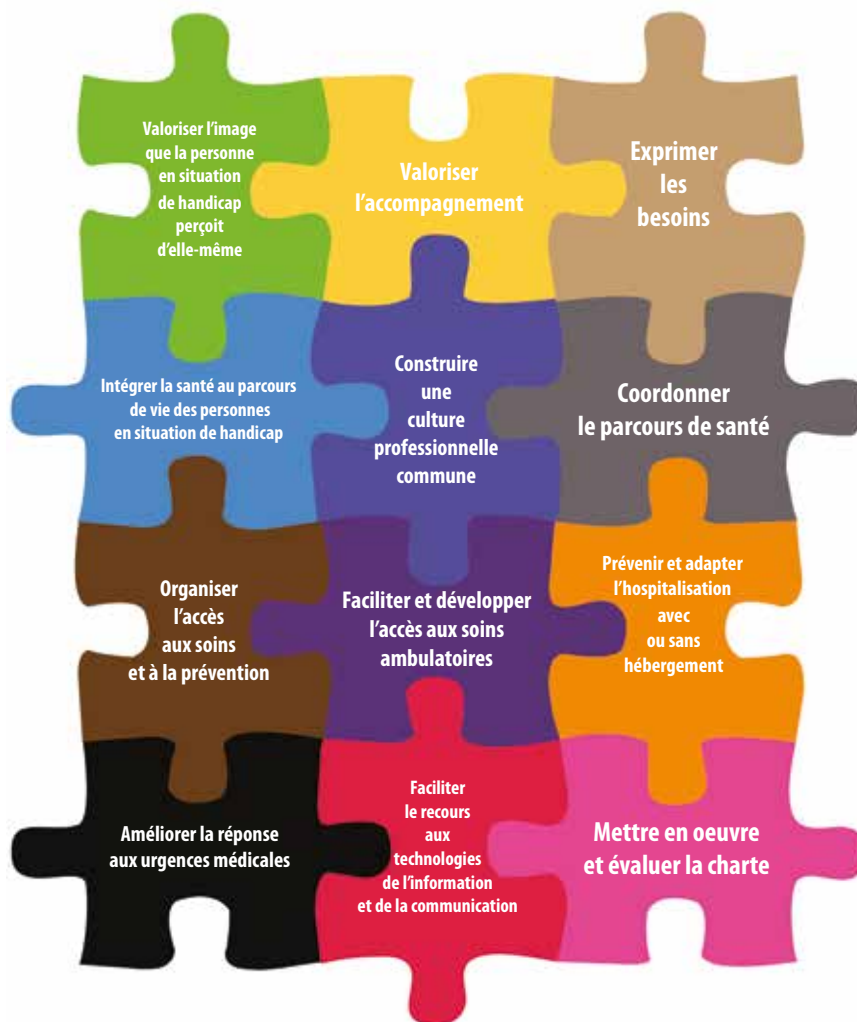 Valoriser l'image
que la personne
en situation
de handicap
perçoit
d'elle-même
Valoriser
l'accompagnement
Exprimer
les
besoins
Intégrer la santé au parcours
de vie des personnes
en situation de handicap
Construire
une
culture
professionnelle
commune
Coordonner
le parcours de santé
Organiser
l'accès
aux soins
et à la prévention
Faciliter et développer
l'accès aux soins
ambulatoires
Prévenir et adapter
l'hospitalisation
avec
ou sans
hébergement
Améliorer la réponse
aux urgences médicales
Faciliter
le recours
aux
technologies
de l'information
et de la communication
Mettre en oeuvre
et évaluer la charte